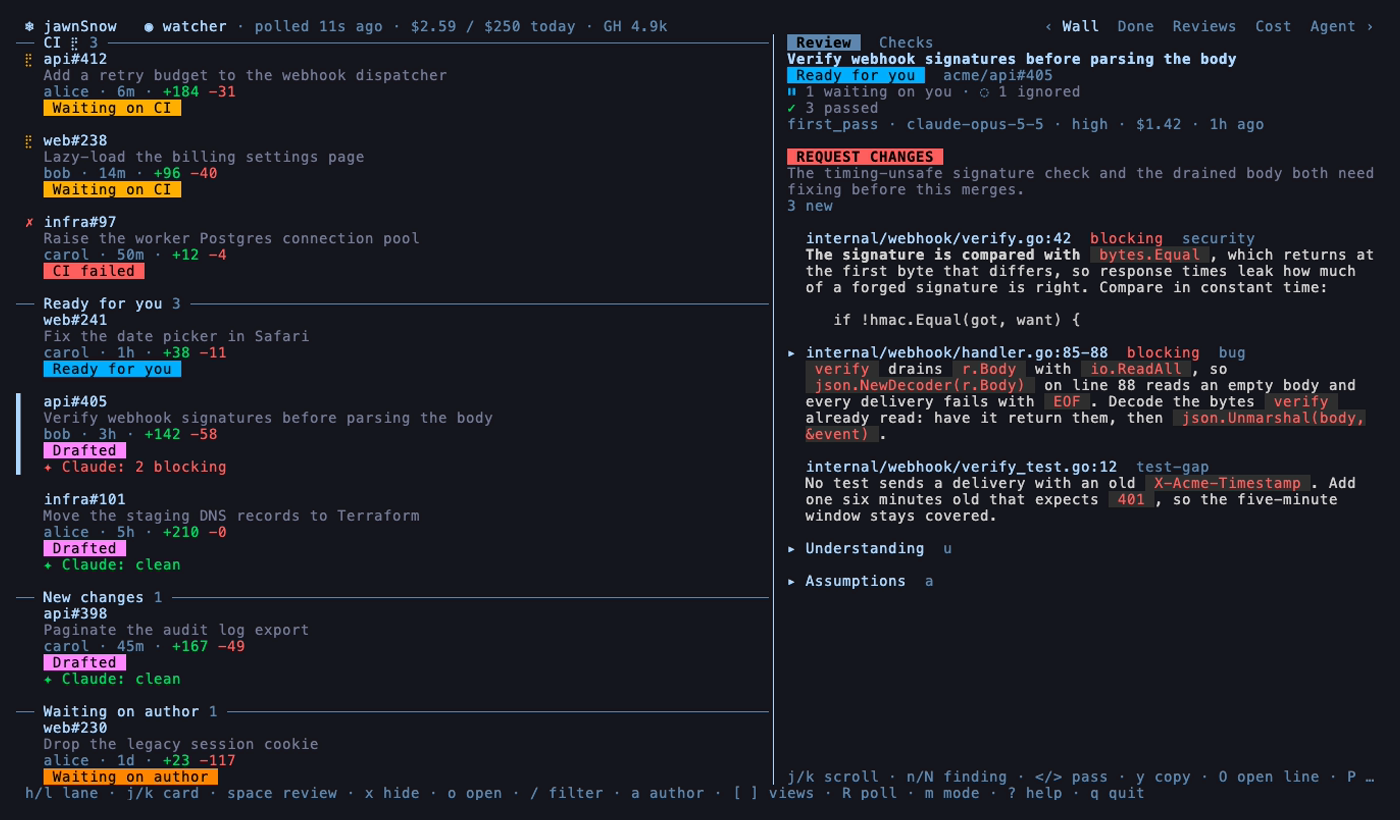 ❄ jawnSnow ◉ watcher · polled 11s ago · $2.59 / $250 today · GH 4.9k ‹ Wall Done Reviews Cost Agent ›
CI ⣟ 3
api#412
Add a retry budget to the webhook dispatcher
alice · 6m · +184 −31
Waiting on CI
web#238
Lazy-load the billing settings page
bob · 14m · +96 −40
Waiting on CI
✗ infra#97
Raise the worker Postgres connection pool
carol · 50m · +12 −4
CI failed
Ready for you 3
web#241
Fix the date picker in Safari
carol · 1h · +38 −11
Ready for you
api#405
Verify webhook signatures before parsing the body
bob · 3h · +142 −58
Drafted
✦ Claude: 2 blocking
infra#101
Move the staging DNS records to Terraform
alice · 5h · +210 −0
Drafted
✦ Claude: clean
New changes 1
api#398
Paginate the audit log export
carol · 45m · +167 −49
Drafted
✦ Claude: clean
Waiting on author 1
web#230
Drop the legacy session cookie
alice · 1d · +23 −117
Waiting on author
Review Checks
Verify webhook signatures before parsing the body
Ready for you acme/api#405
1 waiting on you · ◌ 1 ignored
✓ 3 passed
first_pass · claude-opus-5-5 · high · $1.42 · 1h ago
REQUEST CHANGES
The timing-unsafe signature check and the drained body both need
fixing before this merges.
3 new
internal/webhook/verify.go:42 blocking security
The signature is compared with bytes.Equal , which returns at
the first byte that differs, so response times leak how much
of a forged signature is right. Compare in constant time:
if !hmac.Equal(got, want) {
▸ internal/webhook/handler.go:85-88 blocking bug
verify drains r.Body with io.ReadAll , so
json.NewDecoder(r.Body) on line 88 reads an empty body and
every delivery fails with EOF . Decode the bytes verify
already read: have it return them, then json.Unmarshal(body,
&event) .
internal/webhook/verify_test.go:12 test-gap
No test sends a delivery with an old X-Acme-Timestamp . Add
one six minutes old that expects 401 , so the five-minute
window stays covered.
▸ Understanding u
▸ Assumptions a
j/k scroll · n/N finding · </> pass · y copy · O open line · P …
h/l lane · j/k card · space review · x hide · o open · / filter · a author · [ ] views · R poll · m mode · ? help · q quit